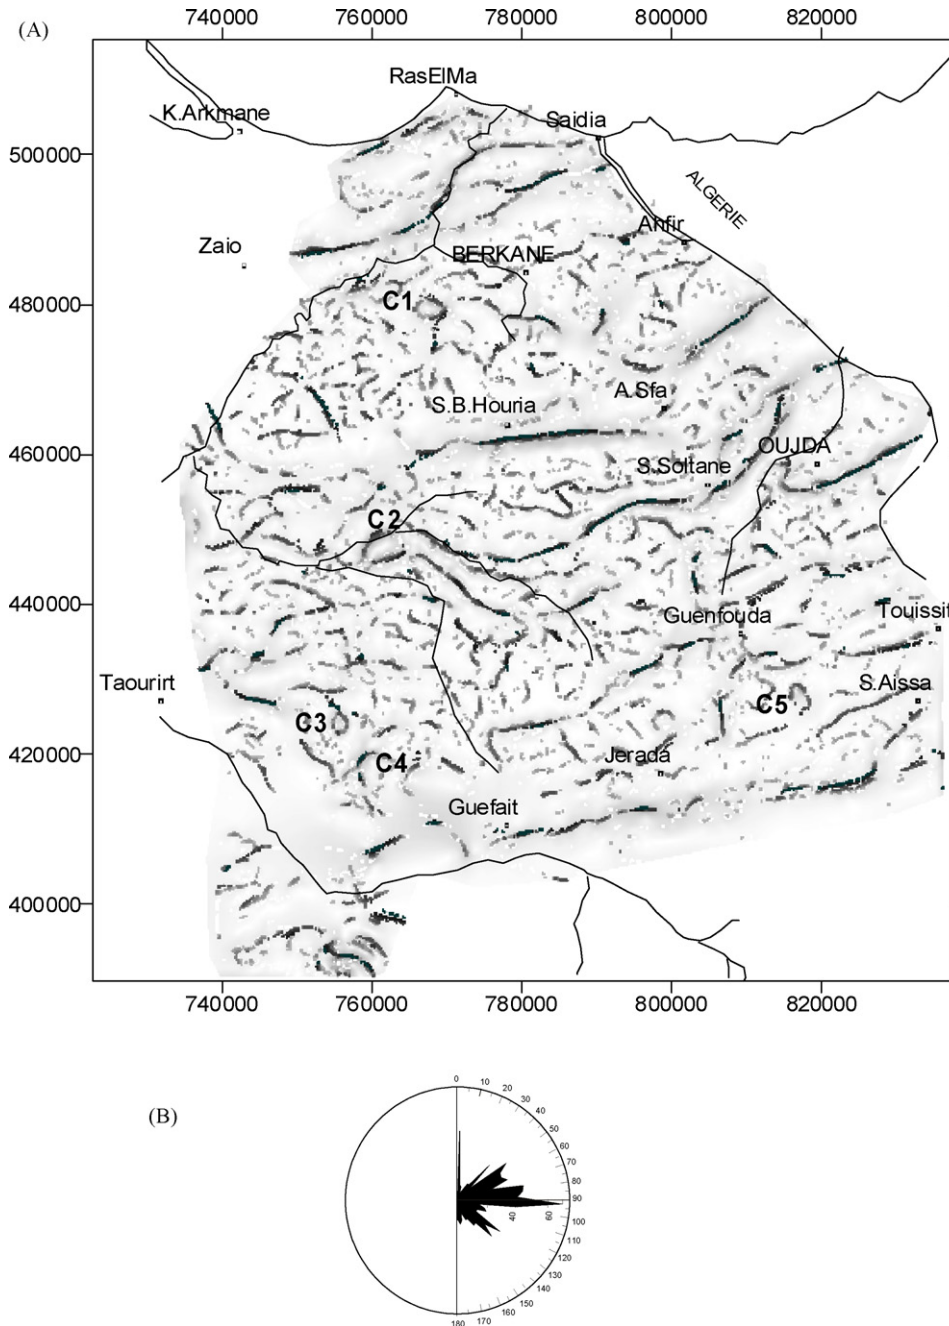 (A)
740000 760000 780000 800000 820000
RasElMa
K.Arkmane
Saidia
500000
ALGERIE
Ahfir
Zaio
BERKANE
480000
C1
A.Sfa
S.B.Houria
460000
OUJDA
S.Soltane
C2
440000
Guenfouda
Touissit
Taourirt
S.Aissa
C3
C5
420000
C4
Jerada
Guefait
400000
740000 760000 780000 800000 820000
(B)
0
10
20
30
40
50
60
70
80
90
100
110
120
130
140
150
160
170
180
40
60